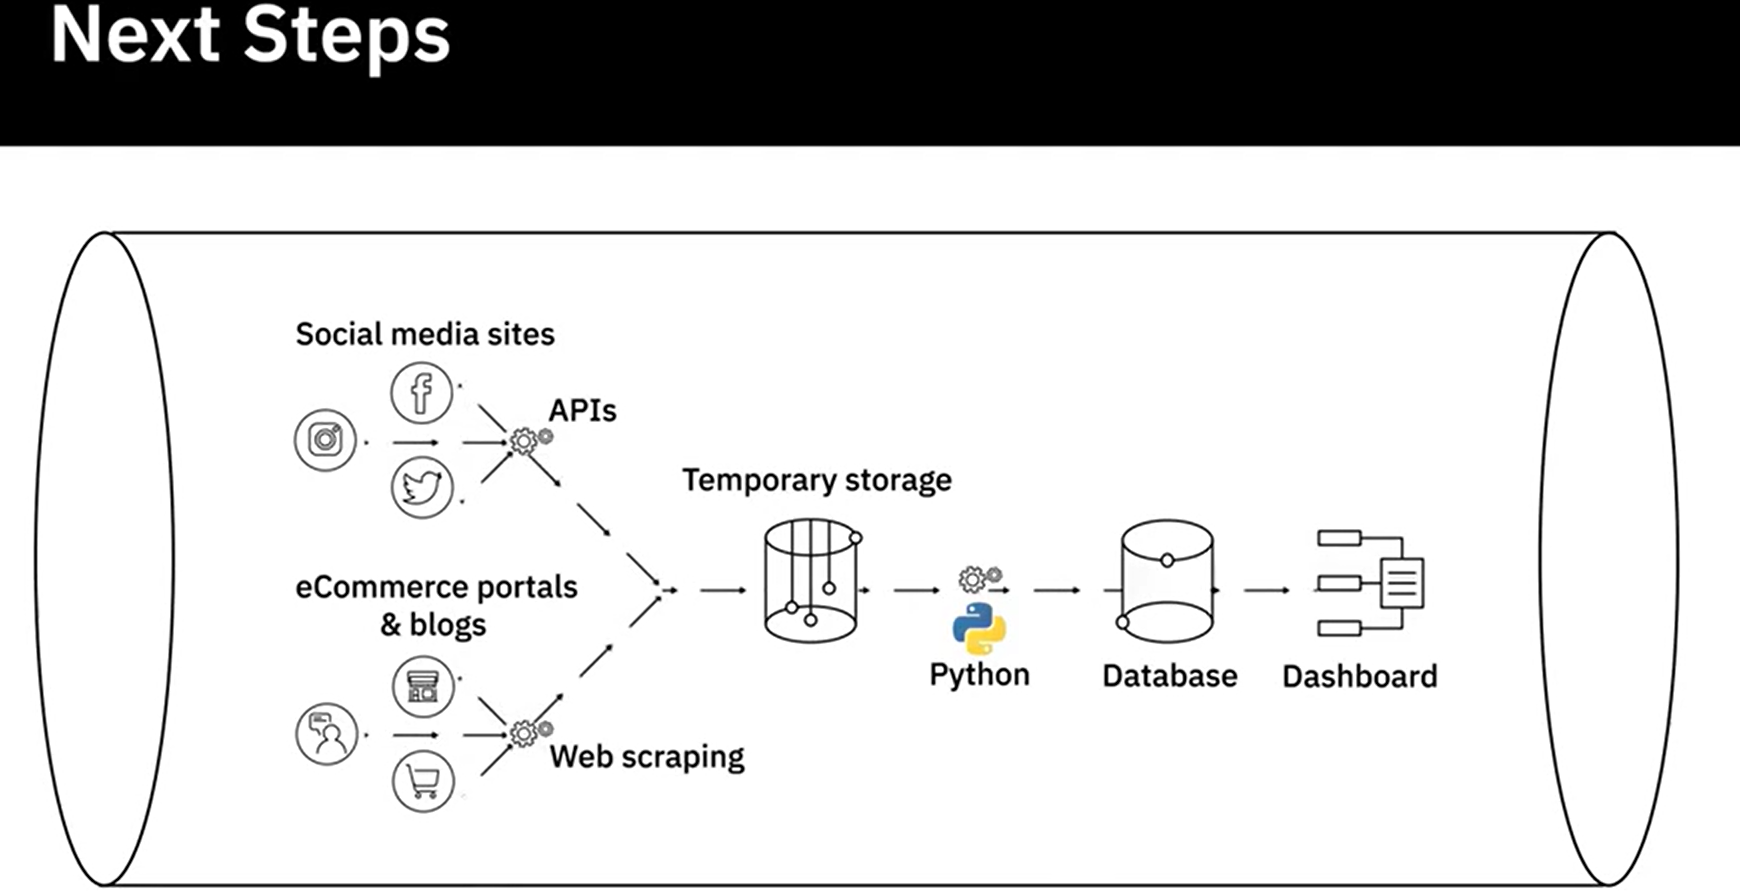 Next Steps
Social media sites
APIs
Temporary storage
eCommerce portals
& blogs
Python
Database
Dashboard
Web scraping